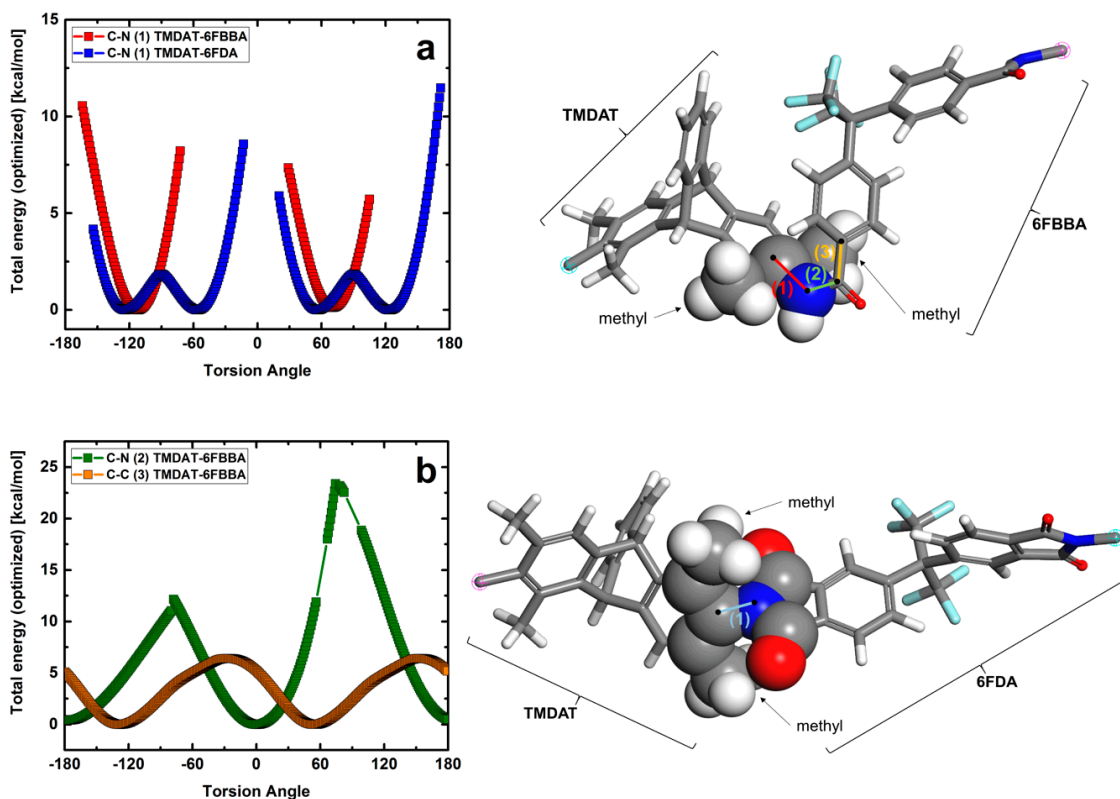 a
C-N (1) TMDAT-6FBBA
C-N (1) TMDAT-6FDA
Total energy (optimized) [kcal/mol]
15
10
5
0
-180 -120 -60 0 60 120 180
Torsion Angle
TMDAT
6FBBA
(3)
(2)
(1)
methyl
methyl
b
C-N (2) TMDAT-6FBBA
C-C (3) TMDAT-6FBBA
Total energy (optimized) [kcal/mol]
25
20
15
10
5
0
-180 -120 -60 0 60 120 180
Torsion Angle
methyl
(1)
TMDAT
6FDA
methyl